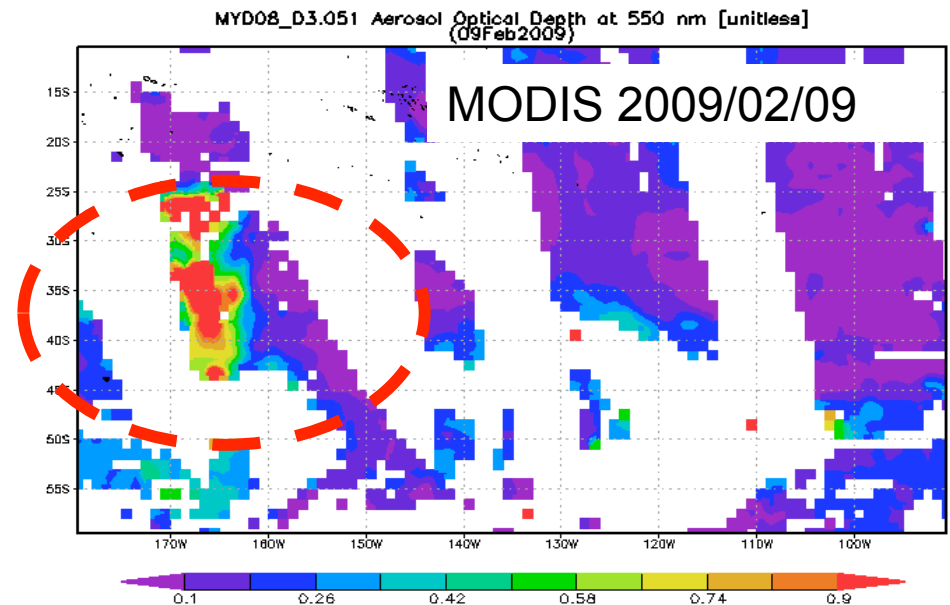 MYD08_D3.051 Aerosol Optical Depth at 550 nm [unitless]
(09Feb2009)
MODIS 2009/02/09
15S
20S
25S
30S
35S
40S
45S
50S
55S
170W 160W 150W 140W 130W 120W 110W 100W
0.1 0.26 0.42 0.58 0.74 0.9